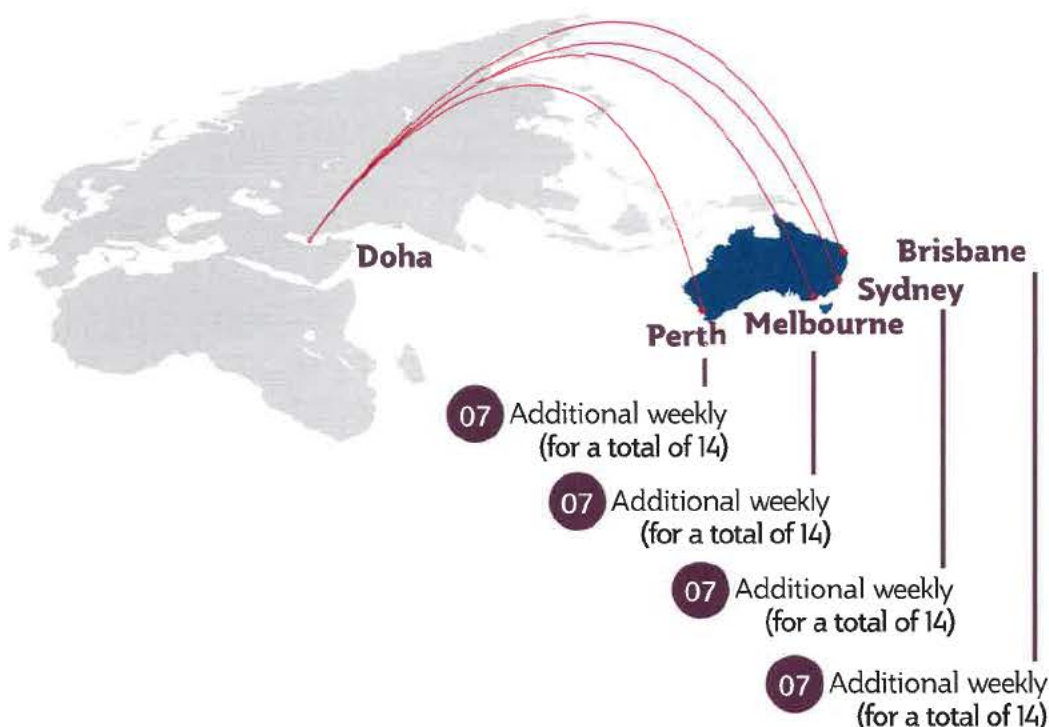 Doha
Brisbane
Sydney
Melbourne
Perth
07 Additional weekly
(for a total of 14)
07 Additional weekly
(for a total of 14)
07 Additional weekly
(for a total of 14)
07 Additional weekly
(for a total of 14)